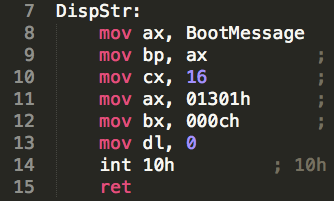 7 DispStr:
8 mov ax, BootMessage
9 mov bp, ax ;
10 mov cx, 16 ;
11 mov ax, 01301h ;
12 mov bx, 000ch ;
13 mov dl, 0
14 int 10h ; 10h
15 ret